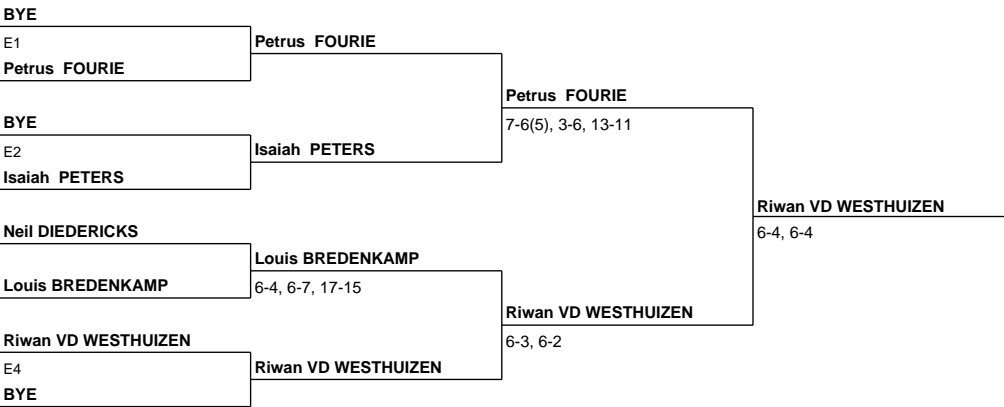 BYE
E1
Petrus FOURIE
Petrus FOURIE
Petrus FOURIE
7-6(5), 3-6, 13-11
BYE
E2
Isaiah PETERS
Isaiah PETERS
Riwan VD WESTHUIZEN
6-4, 6-4
Neil DIEDERICKS
Louis BREDENKAMP
Louis BREDENKAMP
6-4, 6-7, 17-15
Riwan VD WESTHUIZEN
6-3, 6-2
Riwan VD WESTHUIZEN
E4
Riwan VD WESTHUIZEN
BYE